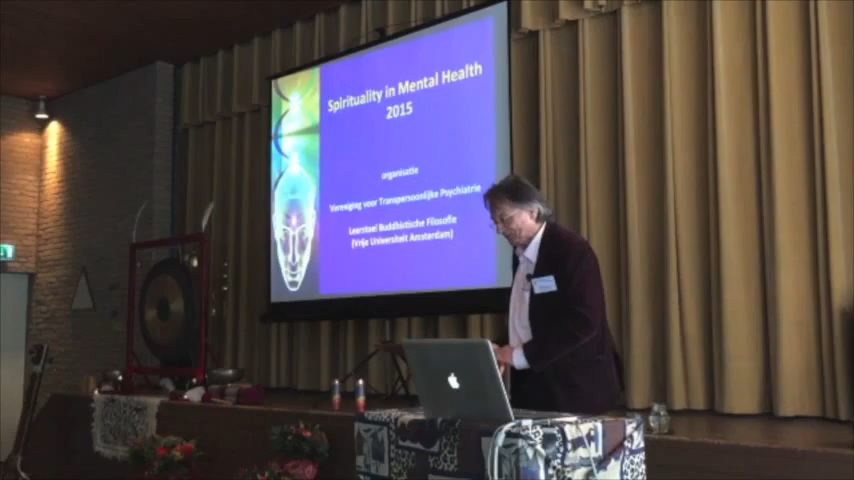 Spirituality in Mental Health
2015
organisatie
Vereniging voor Transpersoonlijke Psychiatrie
Leerstoel Buddhistische Filosofie
(Vrije Universiteit Amsterdam)